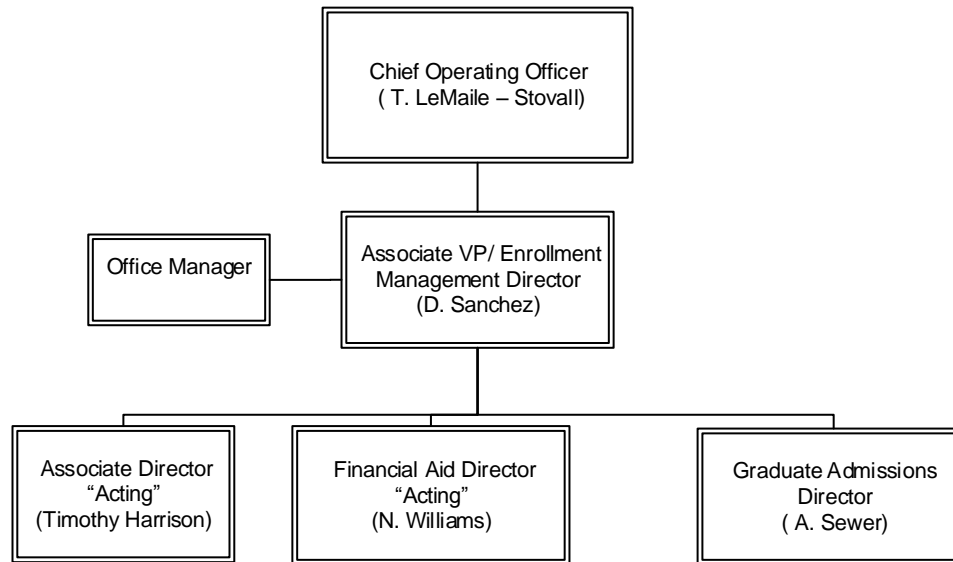 Chief Operating Officer
( T. LeMaile – Stovall)
Office Manager
Associate VP/ Enrollment
Management Director
(D. Sanchez)
Associate Director
“Acting”
(Timothy Harrison)
Financial Aid Director
“Acting”
(N. Williams)
Graduate Admissions
Director
( A. Sewer)